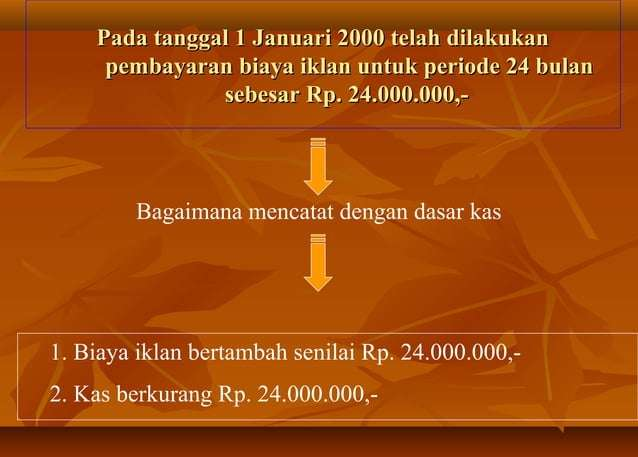 Pada tanggal 1 Januari 2000 telah dilakukan
pembayaran biaya iklan untuk periode 24 bulan
sebesar Rp. 24.000.000,-
Bagaimana mencatat dengan dasar kas
1. Biaya iklan bertambah senilai Rp. 24.000.000,-
2. Kas berkurang Rp. 24.000.000,-